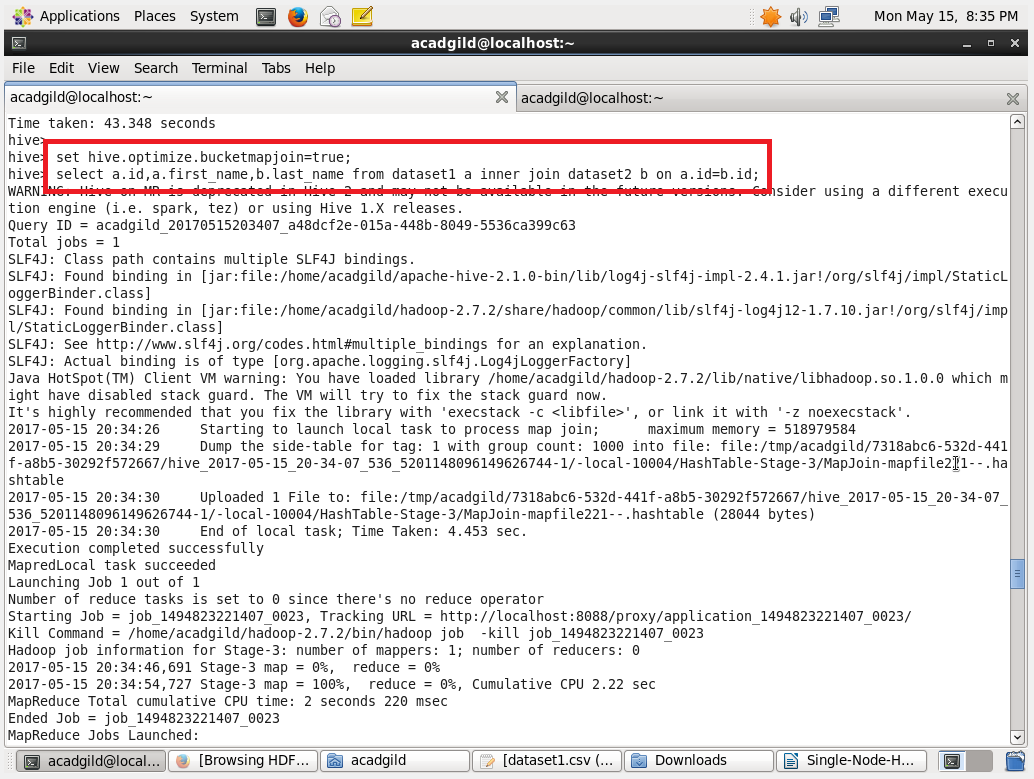 Applications Places System Mon May 15, 8:35 PM
acadgild@localhost:~
File Edit View Search Terminal Tabs Help
acadgild@localhost:~ acadgild@localhost:~
Time taken: 43.348 seconds
hive>
hive> set hive.optimize.bucketmapjoin=true;
hive> select a.id,a.first_name,b.last_name from dataset1 a inner join dataset2 b on a.id=b.id;
WARNING: Hive-on-MR is deprecated in Hive 2 and may not be available in the future versions. Consider using a different execu
tion engine (i.e. spark, tez) or using Hive 1.X releases.
Query ID = acadgild_20170515203407_a48dcf2e-015a-448b-8049-5536ca399c63
Total jobs = 1
SLF4J: Class path contains multiple SLF4J bindings.
SLF4J: Found binding in [jar:file:/home/acadgild/apache-hive-2.1.0-bin/lib/log4j-slf4j-impl-2.4.1.jar!/org/slf4j/impl/StaticL
oggerBinder.class]
SLF4J: Found binding in [jar:file:/home/acadgild/hadoop-2.7.2/share/hadoop/common/lib/slf4j-log4j12-1.7.10.jar!/org/slf4j/imp
l/StaticLoggerBinder.class]
SLF4J: See http://www.slf4j.org/codes.html#multiple_bindings for an explanation.
SLF4J: Actual binding is of type [org.apache.logging.slf4j.Log4jLoggerFactory]
Java HotSpot(TM) Client VM warning: You have loaded library /home/acadgild/hadoop-2.7.2/lib/native/libhadoop.so.1.0.0 which m
ight have disabled stack guard. The VM will try to fix the stack guard now.
It's highly recommended that you fix the library with 'execstack -c <libfile>', or link it with '-z noexecstack'.
2017-05-15 20:34:26 Starting to launch local task to process map join; maximum memory = 518979584
2017-05-15 20:34:29 Dump the side-table for tag: 1 with group count: 1000 into file: file:/tmp/acadgild/7318abc6-532d-441
f-a8b5-30292f572667/hive_2017-05-15_20-34-07_536_5201148096149626744-1/-local-10004/HashTable-Stage-3/MapJoin-mapfile221--.ha
shtable
2017-05-15 20:34:30 Uploaded 1 File to: file:/tmp/acadgild/7318abc6-532d-441f-a8b5-30292f572667/hive_2017-05-15_20-34-07_
536_5201148096149626744-1/-local-10004/HashTable-Stage-3/MapJoin-mapfile221--.hashtable (28044 bytes)
2017-05-15 20:34:30 End of local task; Time Taken: 4.453 sec.
Execution completed successfully
MapredLocal task succeeded
Launching Job 1 out of 1
Number of reduce tasks is set to 0 since there's no reduce operator
Starting Job = job_1494823221407_0023, Tracking URL = http://localhost:8088/proxy/application_1494823221407_0023/
Kill Command = /home/acadgild/hadoop-2.7.2/bin/hadoop job -kill job_1494823221407_0023
Hadoop job information for Stage-3: number of mappers: 1; number of reducers: 0
2017-05-15 20:34:46,691 Stage-3 map = 0%, reduce = 0%
2017-05-15 20:34:54,727 Stage-3 map = 100%, reduce = 0%, Cumulative CPU 2.22 sec
MapReduce Total cumulative CPU time: 2 seconds 220 msec
Ended Job = job_1494823221407_0023
MapReduce Jobs Launched:
acadgild@local... [Browsing HDF... acadgild [dataset1.csv (... Downloads Single-Node-H...